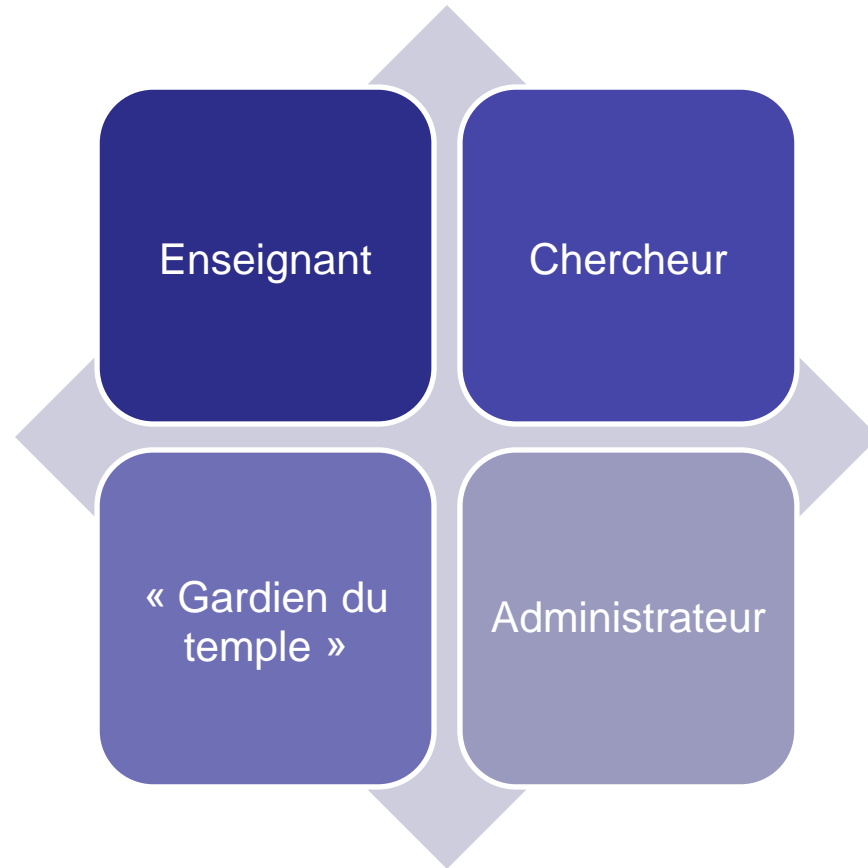 Enseignant
Chercheur
« Gardien du
temple »
Administrateur